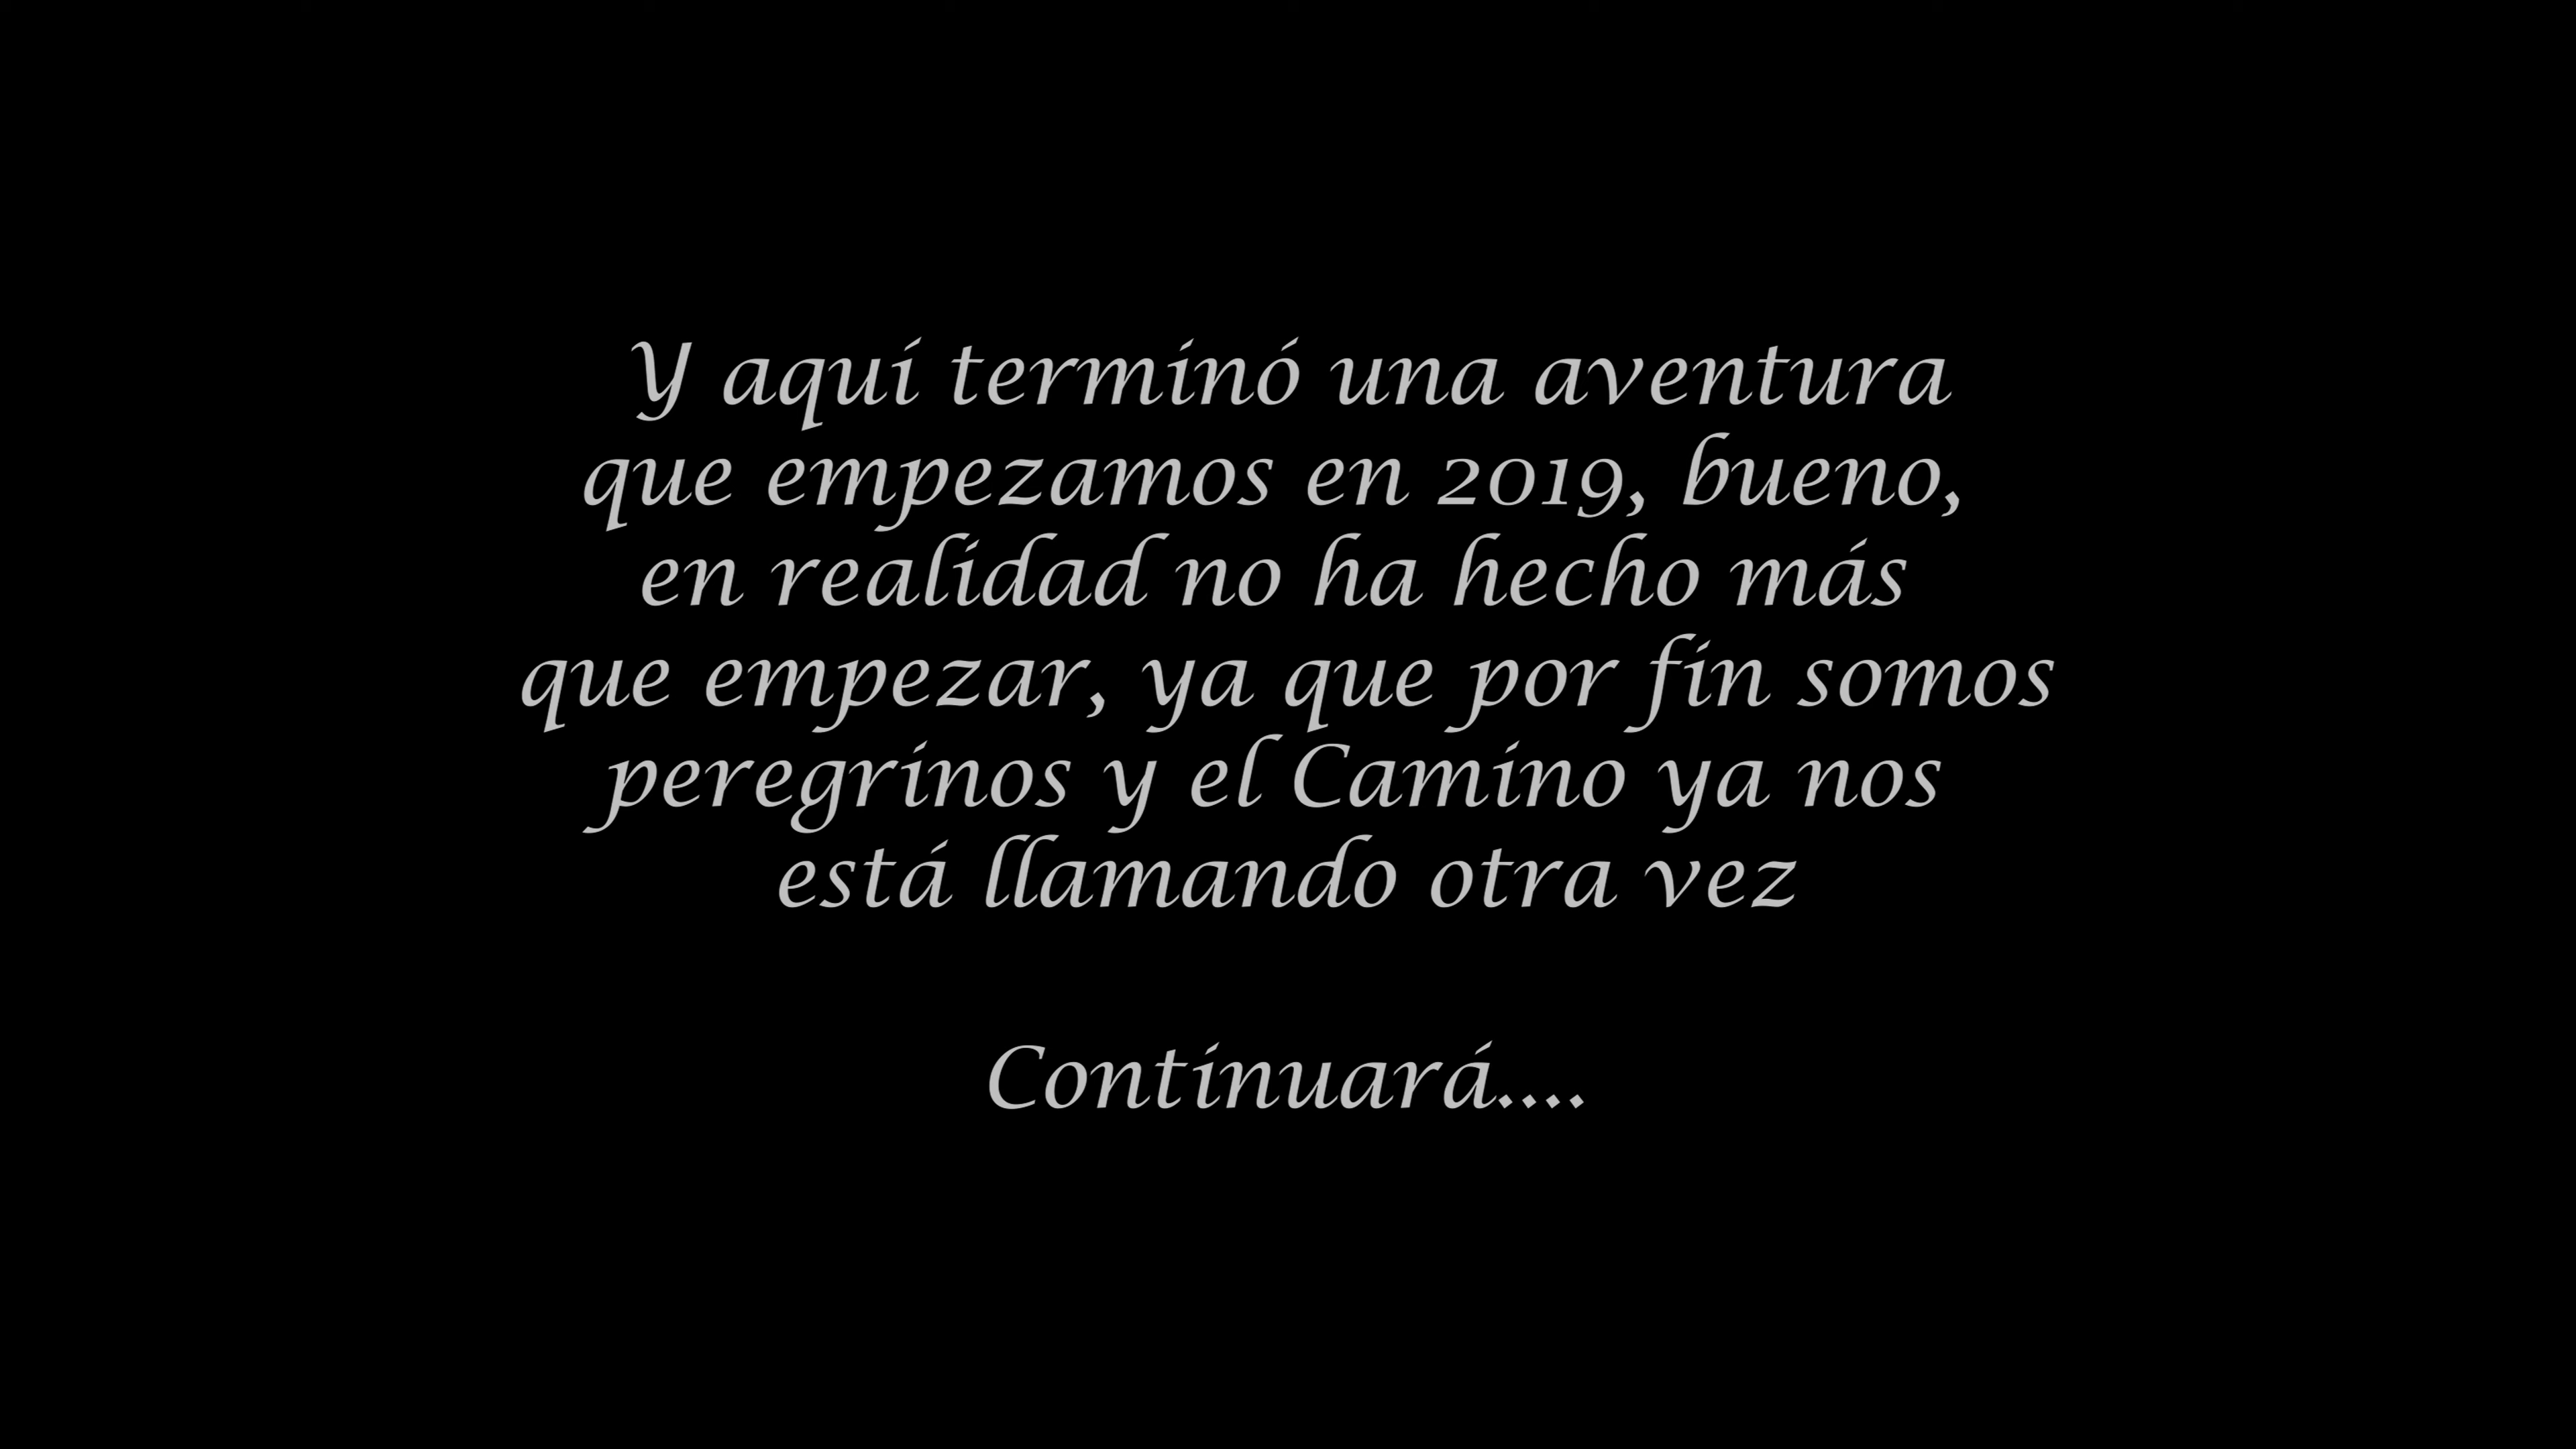 Y aquí terminó una aventura
que empezamos en 2019, bueno,
en realidad no ha hecho más
que empezar, ya que por fin somos
peregrinos y el Camino ya nos
está llamando otra vez
Continuará....